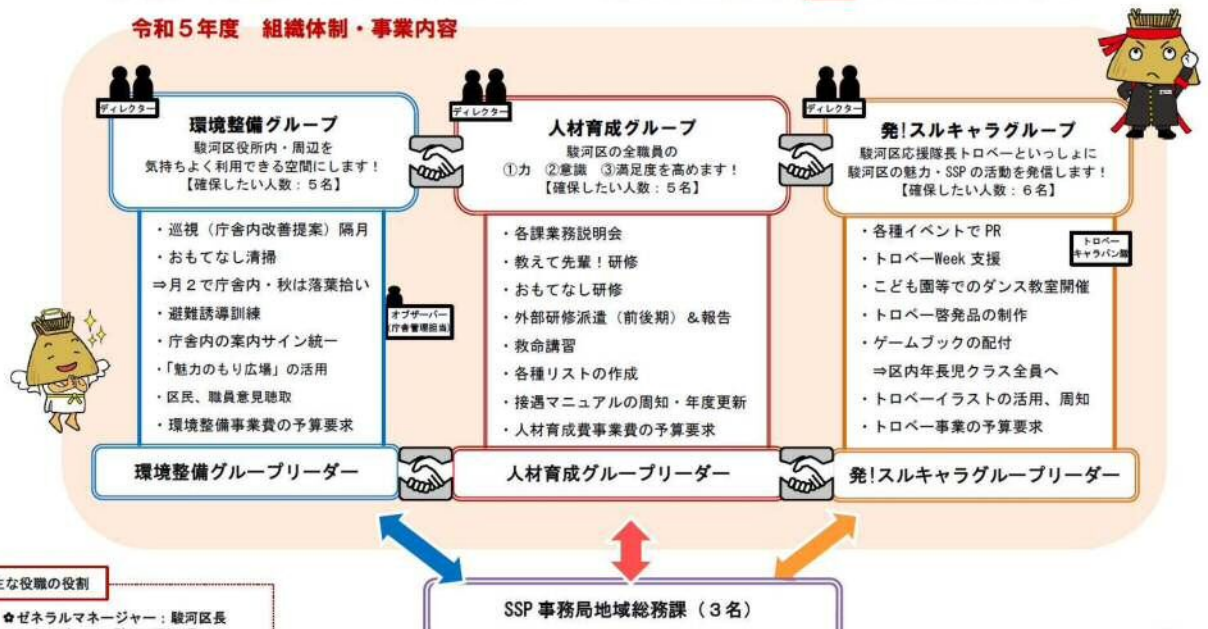 令和５年度　組織体制・事業内容
ディレクター
環境整備グループ
駿河区役所内・周辺を
気持ちよく利用できる空間にします！
【確保したい人数：５名】
・巡視（庁舎内改善提案）隔月
・おもてなし清掃
⇒月２で庁舎内・秋は落葉拾い
・避難誘導訓練
・庁舎内の案内サイン統一
・「魅力のもり広場」の活用
・区民、職員意見聴取
・環境整備事業費の予算要求
オブザーバー
(庁舎管理担当)
環境整備グループリーダー
ディレクター
人材育成グループ
駿河区の全職員の
①力　②意識　③満足度を高めます！
【確保したい人数：５名】
・各課業務説明会
・教えて先輩！研修
・おもてなし研修
・外部研修派遣（前後期）＆報告
・救命講習
・各種リストの作成
・接遇マニュアルの周知・年度更新
・人材育成費事業費の予算要求
人材育成グループリーダー
ディレクター
発!スルキャラグループ
駿河区応援隊長トロベーといっしょに
駿河区の魅力・SSP の活動を発信します！
【確保したい人数：６名】
・各種イベントで PR
・トロベーWeek 支援
・こども園等でのダンス教室開催
・トロベー啓発品の制作
・ゲームブックの配付
⇒区内年長児クラス全員へ
・トロベーイラストの活用、周知
・トロベー事業の予算要求
トロベー
キャラバン隊
発!スルキャラグループリーダー
SSP 事務局地域総務課（３名）
主な役職の役割
✿ゼネラルマネージャー：駿河区長